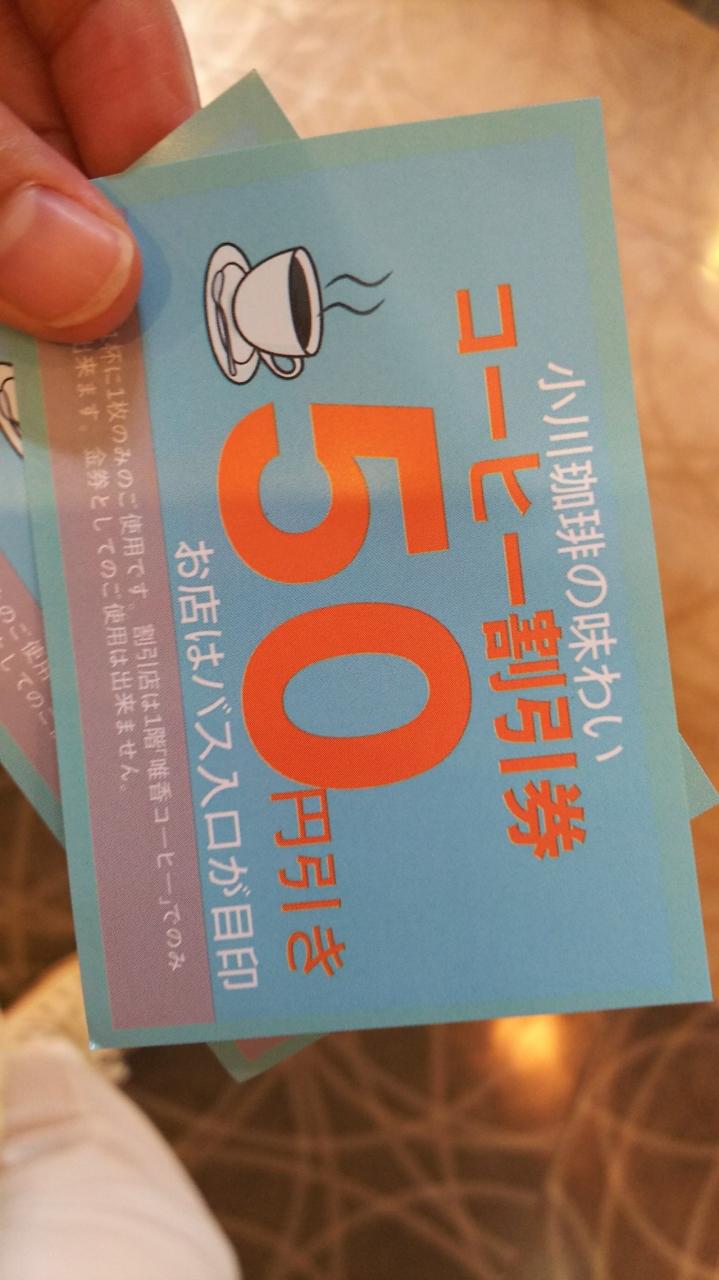 小川珈琲の味わい
コーヒー割引券
50円引き
お店はバス入口が目印
杯に1枚のみのご使用です。 割引店は1階「唯香コーヒー」でのみ
出来ます。金券としてのご使用は出来ません。